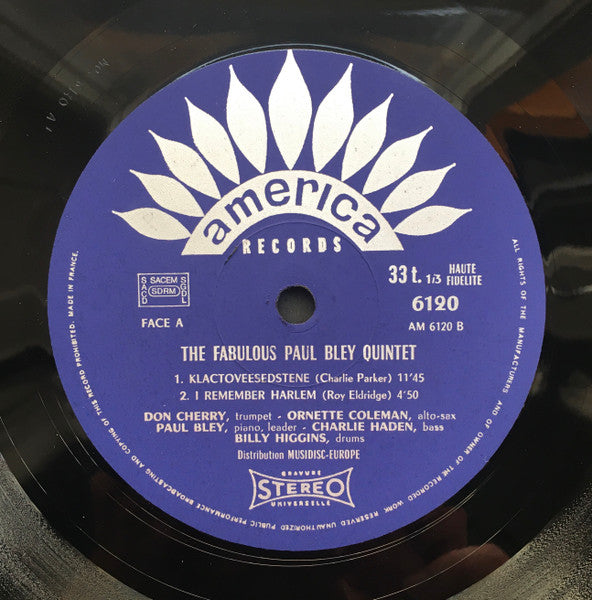 america
RECORDS
33 t. 1/3 HAUTE FIDELITE
6120
AM 6120 B
SACEM
SACD SDRM SGDL
FACE A
THE FABULOUS PAUL BLEY QUINTET
1. KLACTOVEESEDSTENE (Charlie Parker) 11'45
2. I REMEMBER HARLEM (Roy Eldridge) 4'50
DON CHERRY, trumpet - ORNETTE COLEMAN, alto-sax
PAUL BLEY, piano, leader - CHARLIE HADEN, bass
BILLY HIGGINS, drums
Distribution MUSIDISC-EUROPE
GRAVURE
STEREO
UNIVERSELLE
ALL RIGHTS OF THE MANUFACTURERS AND OF OWNER OF THE RECORDED WORK RESERVED UNAUTHORIZED PUBLIC PERFORMANCE BROADCASTING AND COPYING OF THIS RECORD PROHIBITED. MADE IN FRANCE.